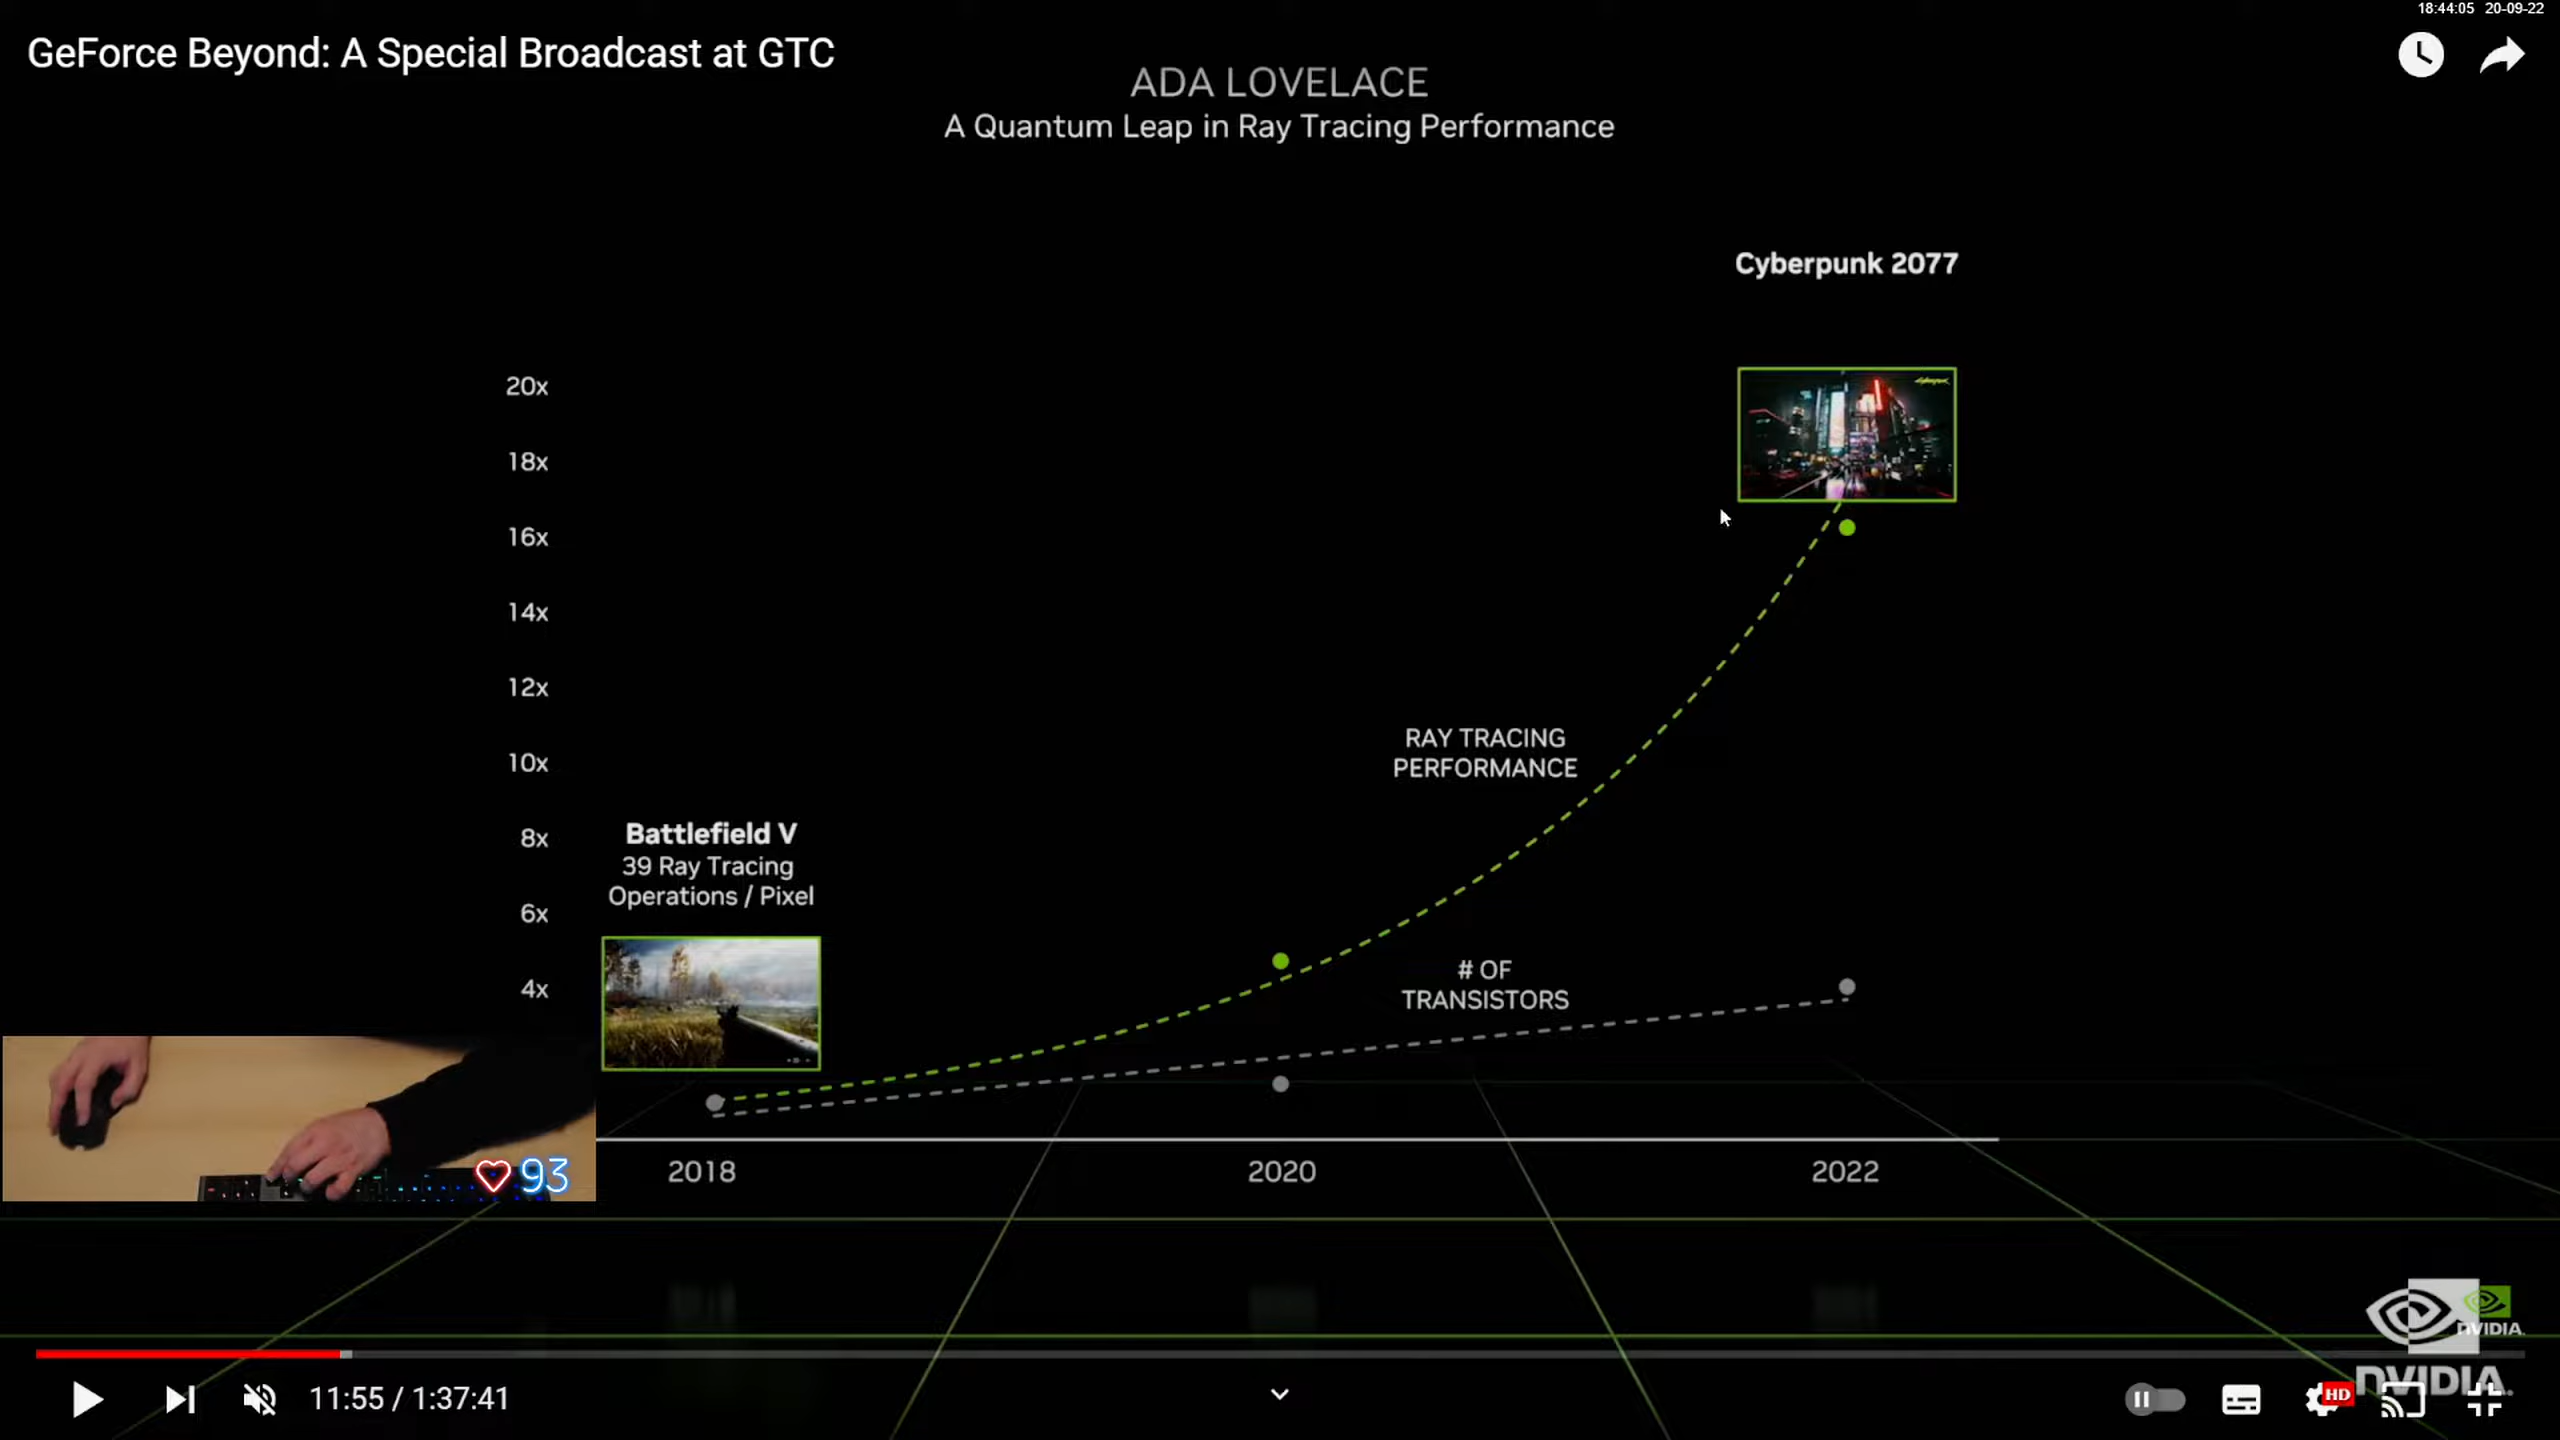 18:44:05 20-09-22
GeForce Beyond: A Special Broadcast at GTC
ADA LOVELACE
A Quantum Leap in Ray Tracing Performance
Cyberpunk 2077
20x
18x
16x
14x
12x
10x
8x
6x
4x
RAY TRACING
PERFORMANCE
Battlefield V
39 Ray Tracing
Operations / Pixel
# OF
TRANSISTORS
93
2018
2020
2022
NVIDIA.
NVIDIA.
11:55 / 1:37:41
HD